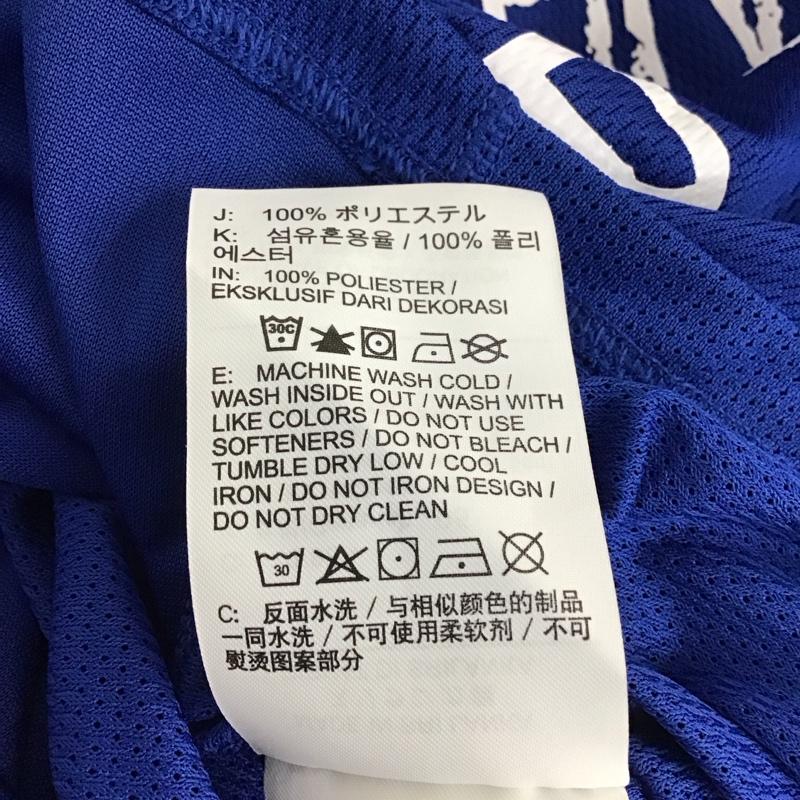 J: 100% ポリエステル
K: 섬유혼용율 / 100% 폴리
에스터
IN: 100% POLIESTER /
EKSKLUSIF DARI DEKORASI
30C
E: MACHINE WASH COLD /
WASH INSIDE OUT / WASH WITH
LIKE COLORS / DO NOT USE
SOFTENERS / DO NOT BLEACH /
TUMBLE DRY LOW / COOL
IRON / DO NOT IRON DESIGN /
DO NOT DRY CLEAN
30
C: 反面水洗 / 与相似颜色的制品
一同水洗 / 不可使用柔软剂 / 不可
熨烫图案部分